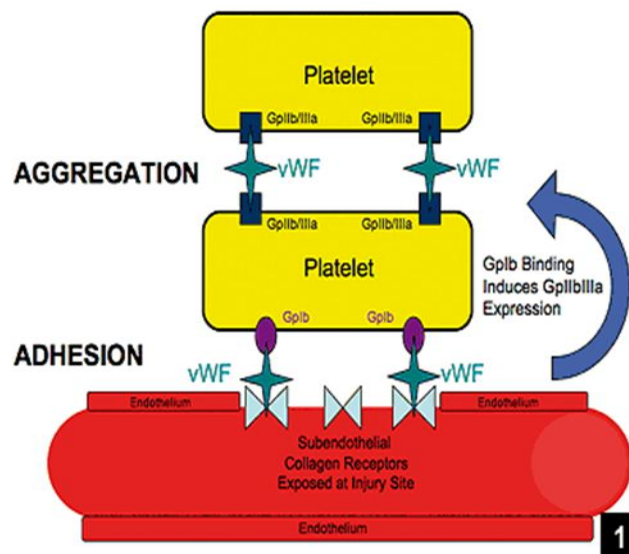 Platelet
GpIIb/IIIa GpIIb/IIIa
AGGREGATION
vWF vWF
GpIIb/IIIa GpIIb/IIIa
Platelet
GpIb Binding
Induces GpIIbIIIa
Expression
GpIb GpIb
ADHESION
vWF vWF
Endothelium Endothelium
Subendothelial
Collagen Receptors
Exposed at Injury Site
Endothelium
1